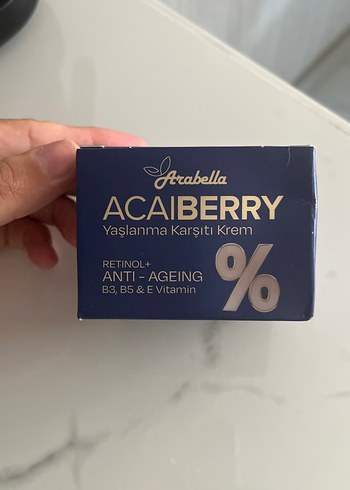 Arabella
ACAIBERRY
Yaşlanma Karşıtı Krem
RETINOL+
ANTI - AGEING
B3, B5 & E Vitamin
%